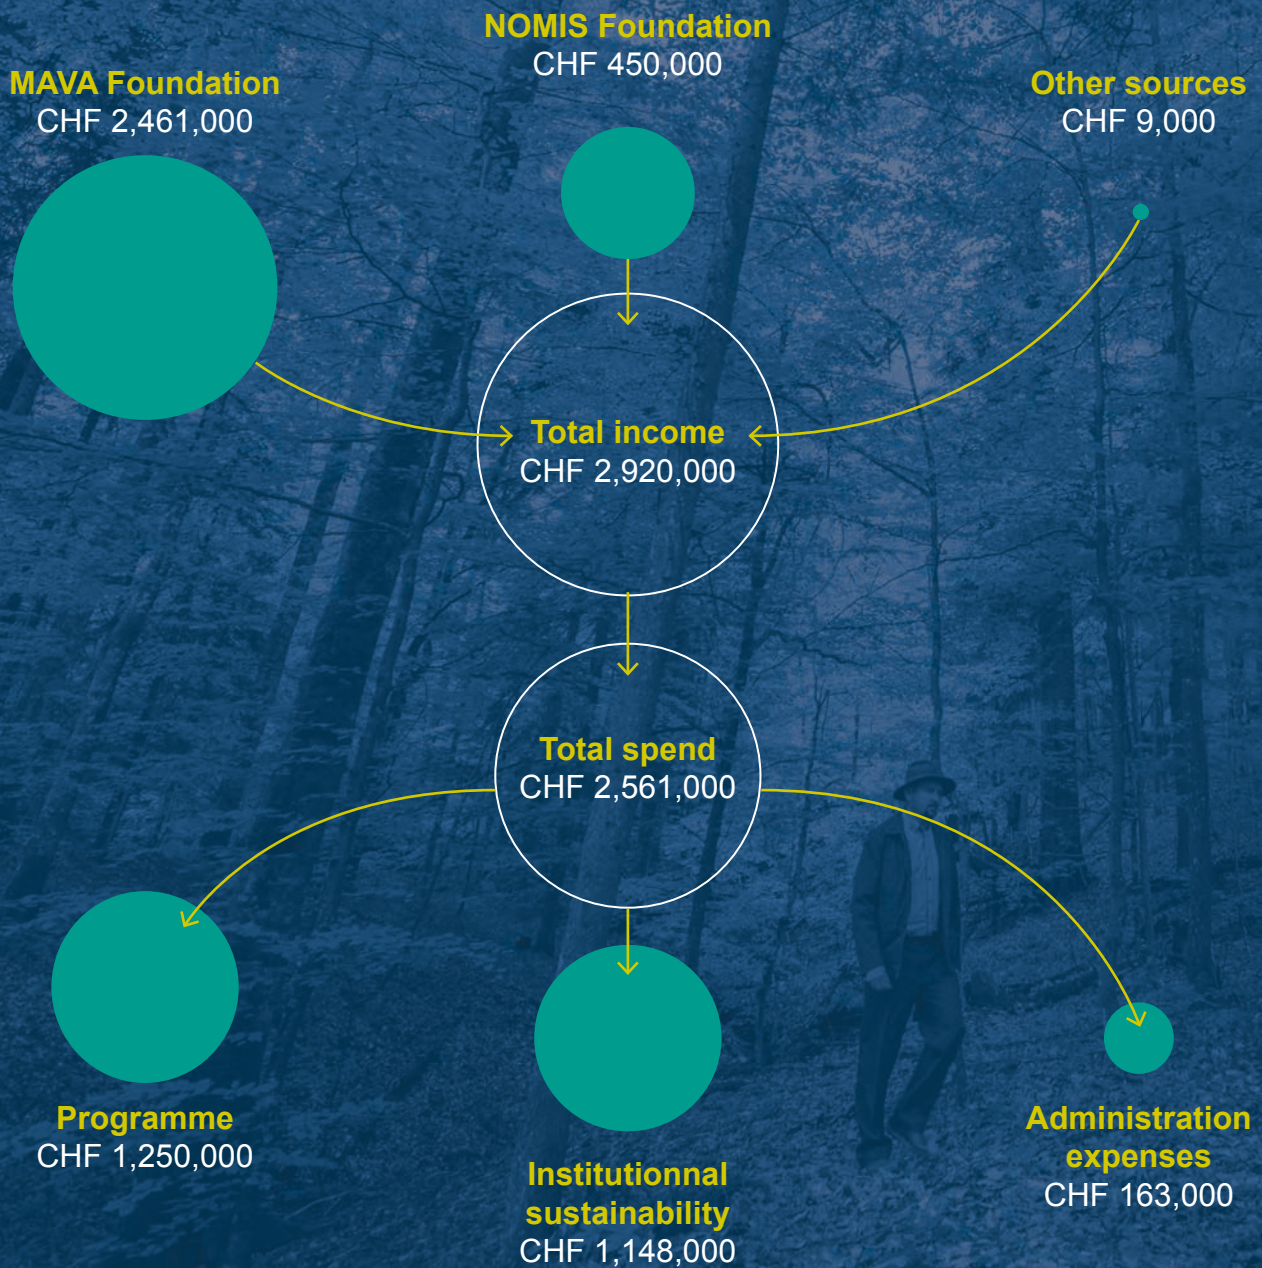 NOMIS Foundation
CHF 450,000
MAVA Foundation
CHF 2,461,000
Other sources
CHF 9,000
Total income
CHF 2,920,000
Total spend
CHF 2,561,000
Programme
CHF 1,250,000
Institutionnal
sustainability
CHF 1,148,000
Administration
expenses
CHF 163,000